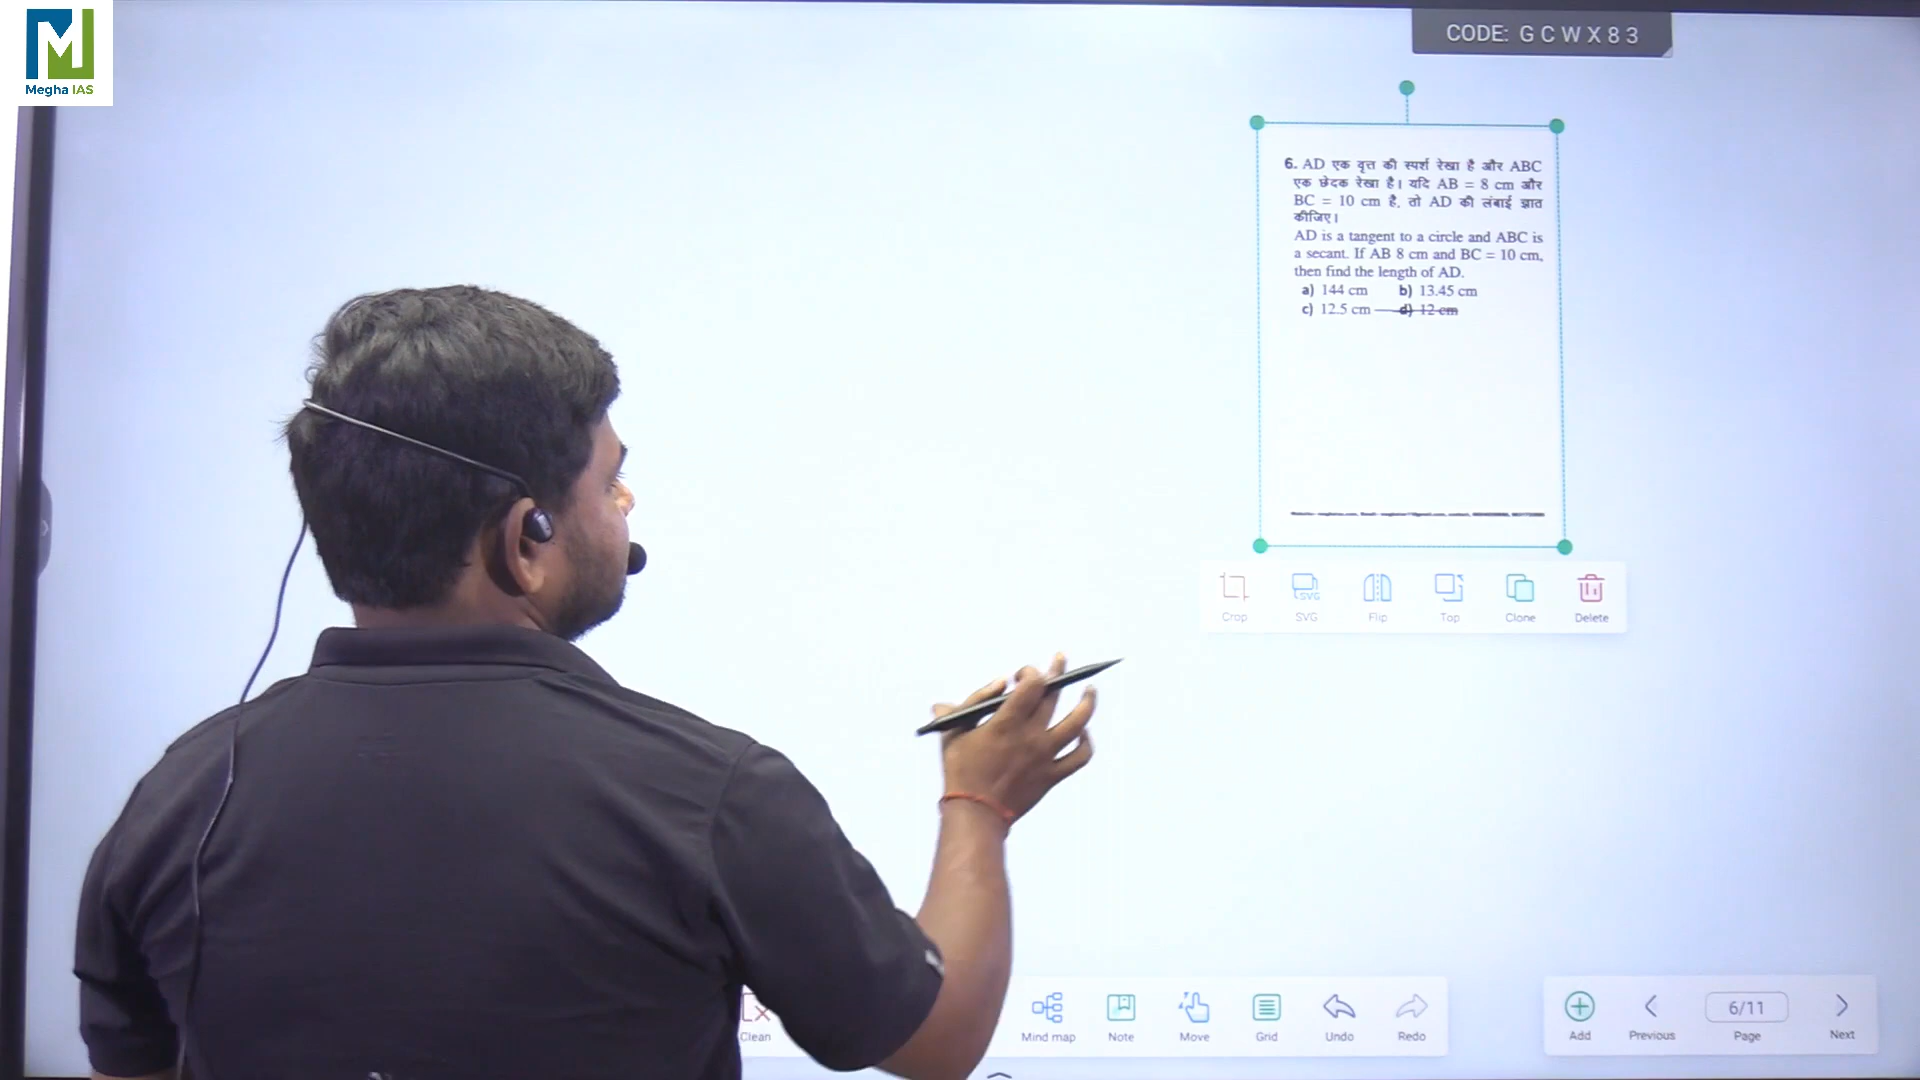 Megha IAS
CODE: GCWX83
6. AD एक वृत्त की स्पर्श रेखा है और ABC
एक छेदक रेखा है। यदि AB = 8 cm और
BC = 10 cm है, तो AD की लंबाई ज्ञात
कीजिए।
AD is a tangent to a circle and ABC is
a secant. If AB 8 cm and BC = 10 cm,
then find the length of AD.
a) 144 cm b) 13.45 cm
c) 12.5 cm d) 12 cm
Crop SVG Flip Top Clone Delete
Clean Mind map Note Move Grid Undo Redo
Add Previous 6/11 Page Next